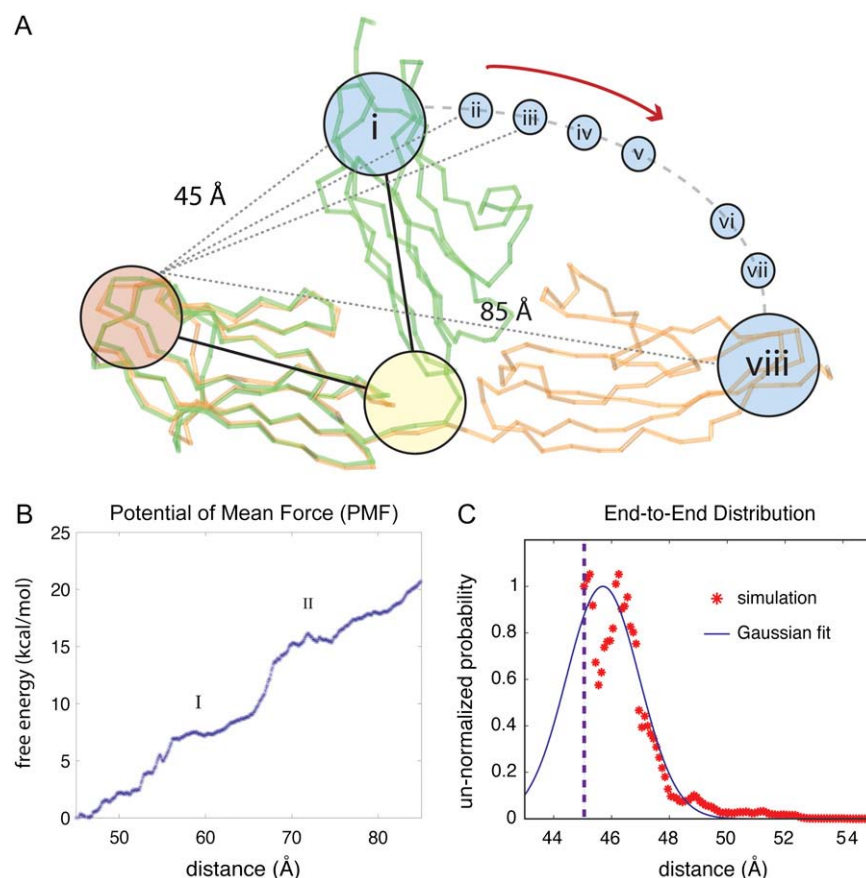 A
i
ii
iii
iv
v
vi
vii
viii
45 Å
85 Å
B
Potential of Mean Force (PMF)
free energy (kcal/mol)
25
20
15
10
5
0
I
II
50
60
70
80
distance (Å)
C
End-to-End Distribution
un-normalized probability
1
0.8
0.6
0.4
0.2
0
simulation
Gaussian fit
44
46
48
50
52
54
distance (Å)